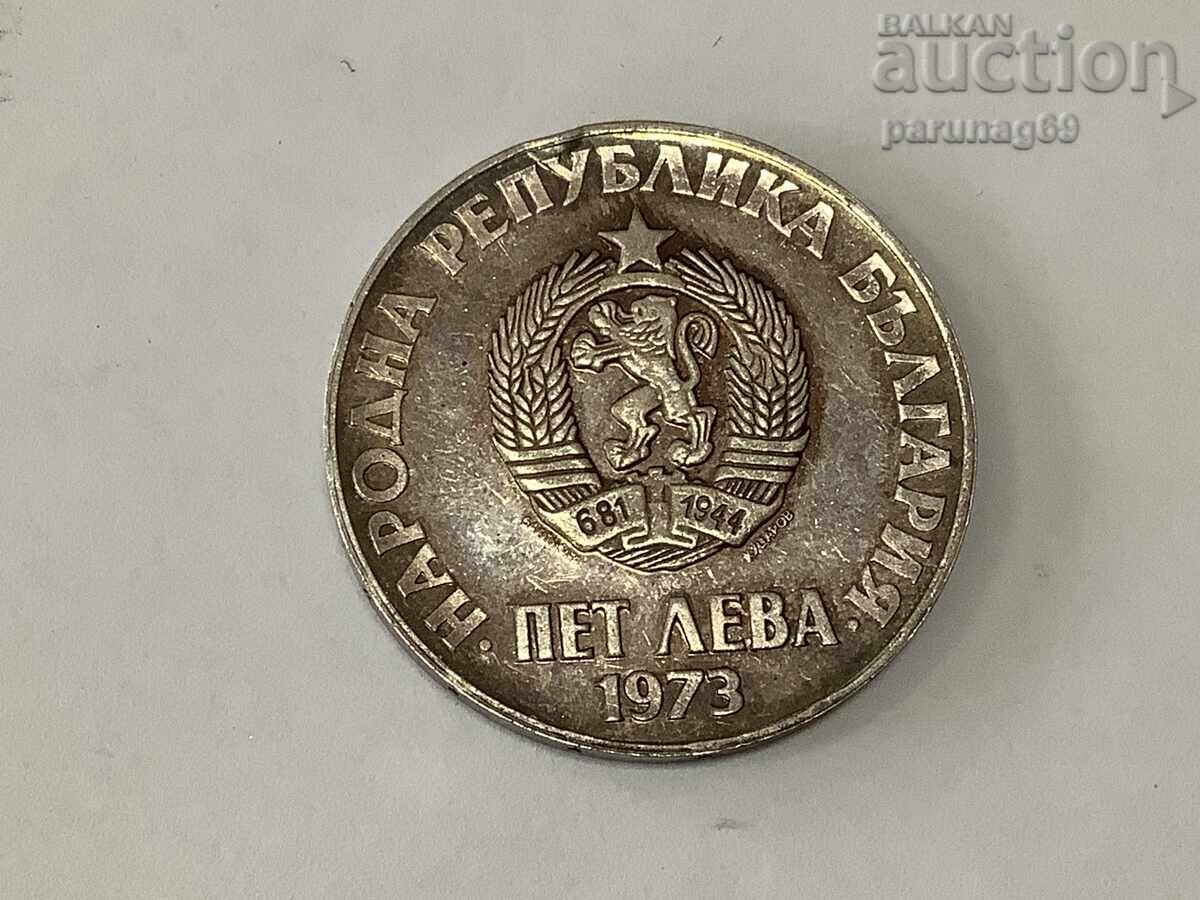 BALKAN
auction
parunag69
· НАРОДНА РЕПУБЛИКА БЪЛГАРИЯ ·
681 1944
ПЕТ ЛЕВА
1973